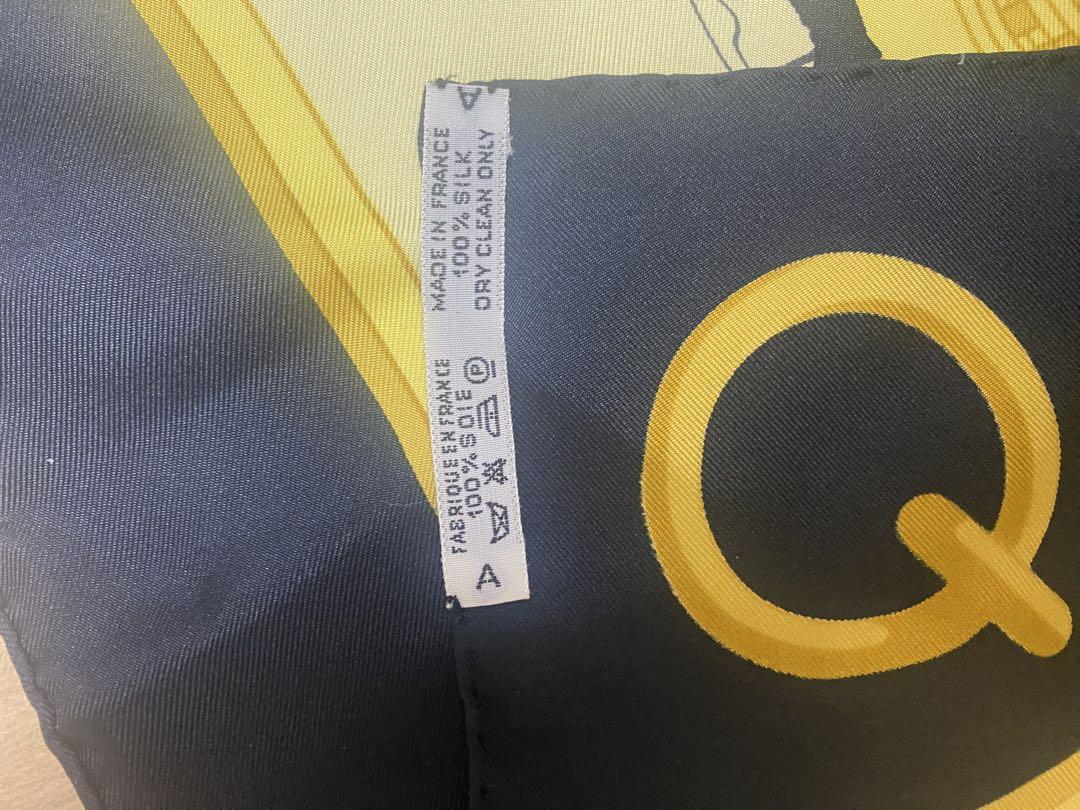 A
MADE IN FRANCE
100% SILK
DRY CLEAN ONLY
FABRIQUE EN FRANCE
100% SOIE
P
A
Q